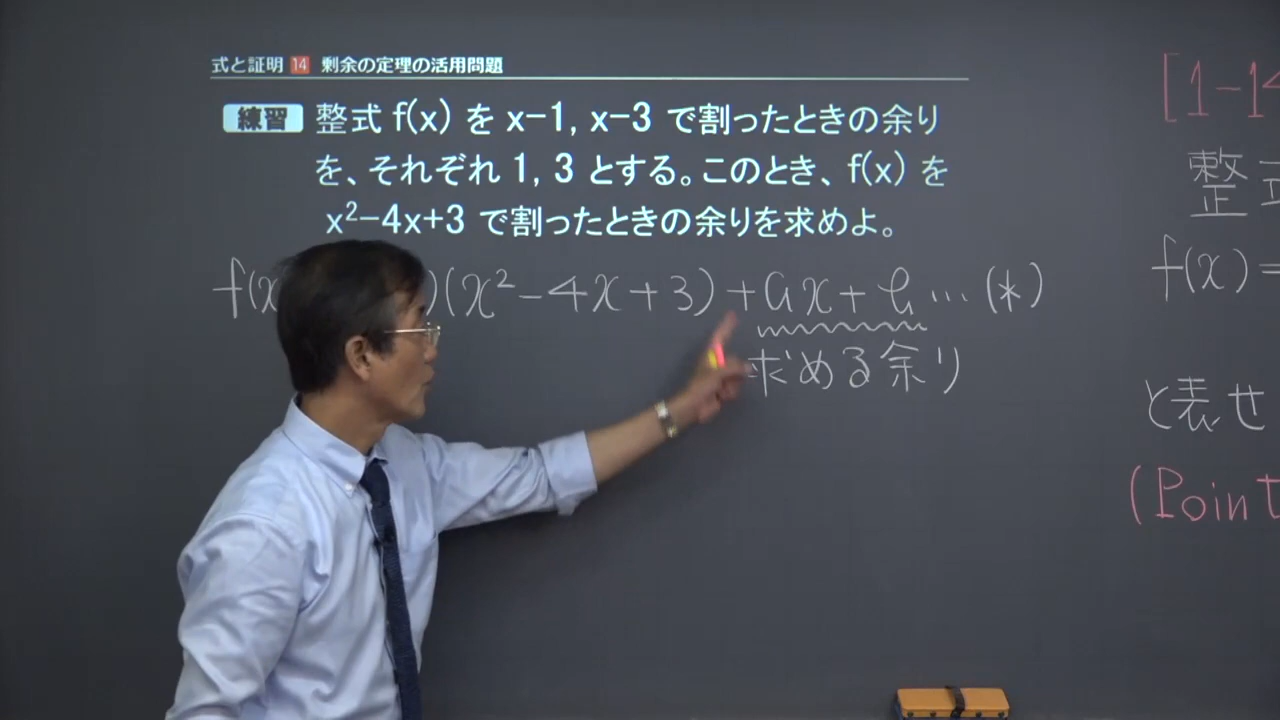 式と証明 14 剰余の定理の活用問題
練習 整式 f(x) を x−1, x−3 で割ったときの余り
を、それぞれ 1, 3 とする。このとき、f(x) を
x²−4x+3 で割ったときの余りを求めよ。
f(x )(x²−4x+3)+ax+b…(*)
求める余り
[1-14
整式
f(x)=
と表せ
(Point